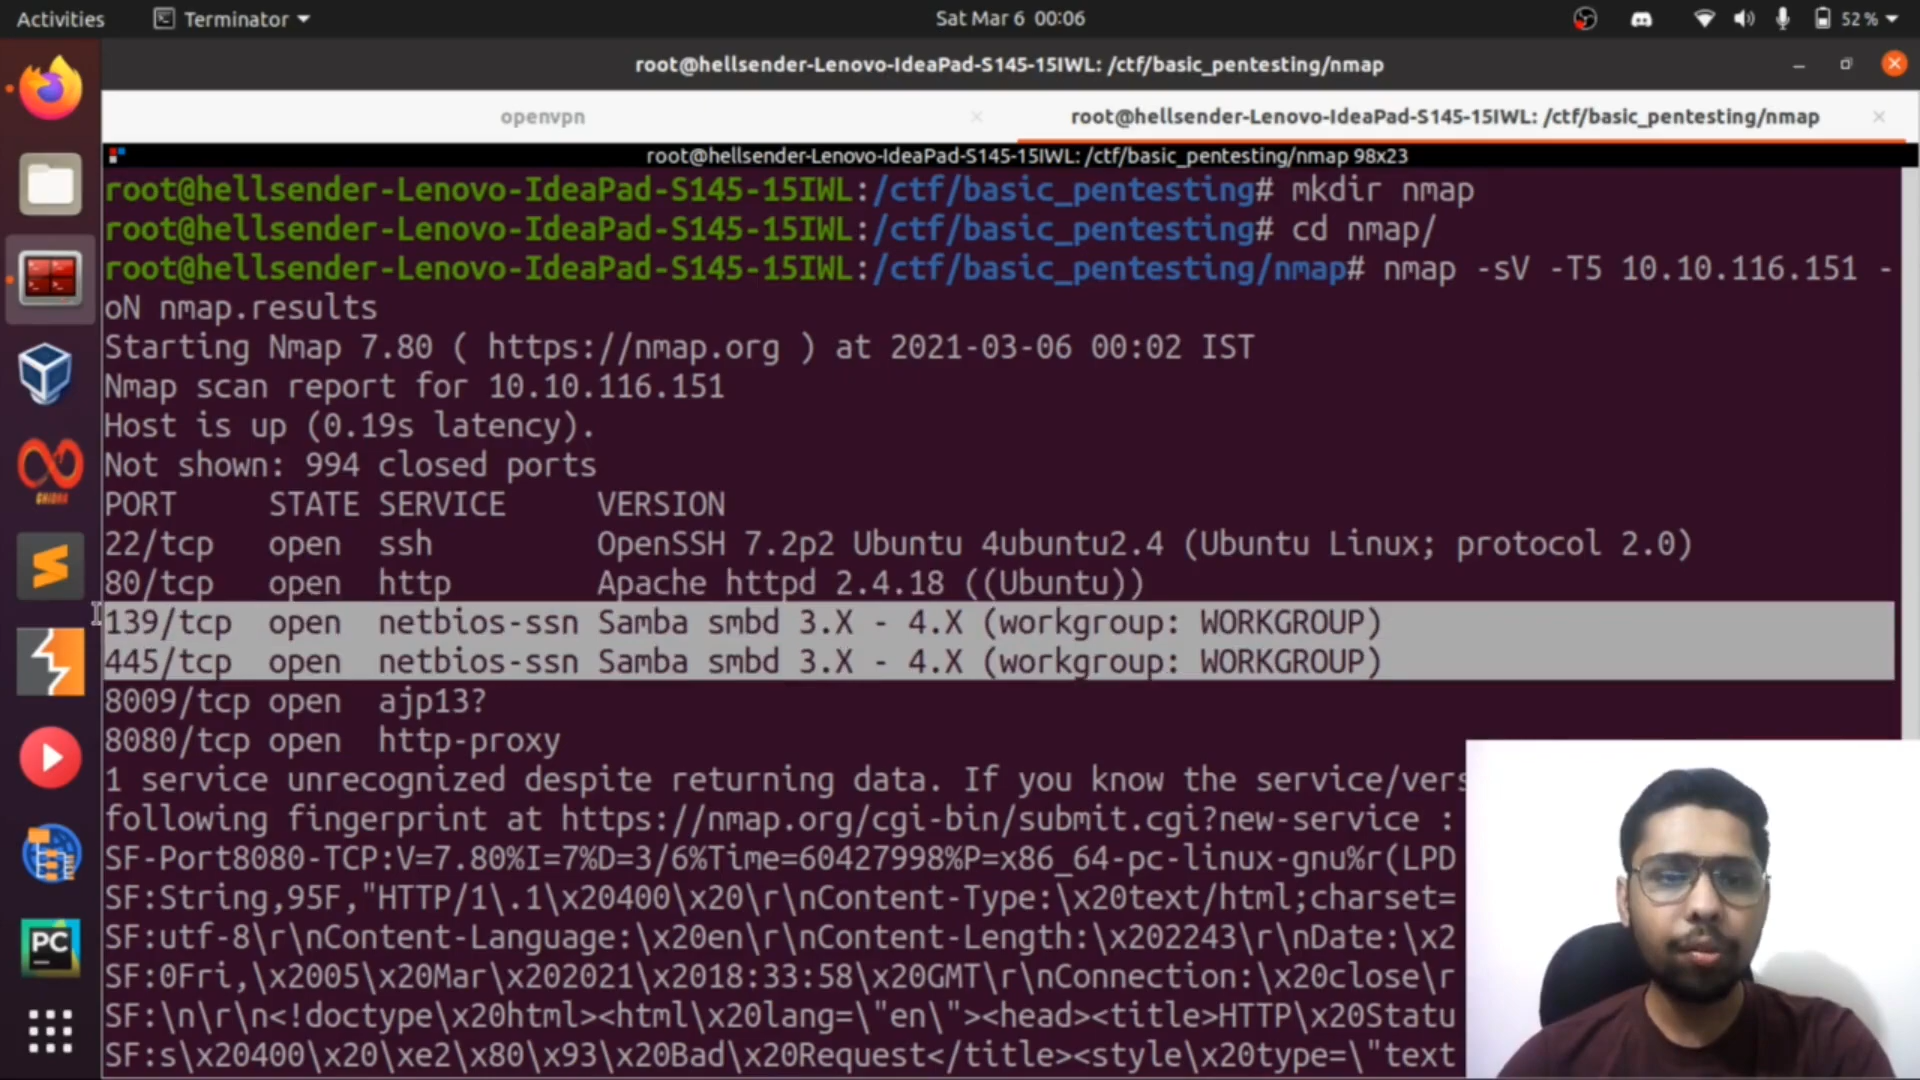 Activities
Terminator
Sat Mar 6 00:06
52 %
root@hellsender-Lenovo-IdeaPad-S145-15IWL: /ctf/basic_pentesting/nmap
openvpn
root@hellsender-Lenovo-IdeaPad-S145-15IWL: /ctf/basic_pentesting/nmap
root@hellsender-Lenovo-IdeaPad-S145-15IWL: /ctf/basic_pentesting/nmap 98x23
root@hellsender-Lenovo-IdeaPad-S145-15IWL:/ctf/basic_pentesting# mkdir nmap
root@hellsender-Lenovo-IdeaPad-S145-15IWL:/ctf/basic_pentesting# cd nmap/
root@hellsender-Lenovo-IdeaPad-S145-15IWL:/ctf/basic_pentesting/nmap# nmap -sV -T5 10.10.116.151 -
oN nmap.results
Starting Nmap 7.80 ( https://nmap.org ) at 2021-03-06 00:02 IST
Nmap scan report for 10.10.116.151
Host is up (0.19s latency).
Not shown: 994 closed ports
PORT     STATE SERVICE     VERSION
22/tcp   open  ssh         OpenSSH 7.2p2 Ubuntu 4ubuntu2.4 (Ubuntu Linux; protocol 2.0)
80/tcp   open  http        Apache httpd 2.4.18 ((Ubuntu))
139/tcp  open  netbios-ssn Samba smbd 3.X - 4.X (workgroup: WORKGROUP)
445/tcp  open  netbios-ssn Samba smbd 3.X - 4.X (workgroup: WORKGROUP)
8009/tcp open  ajp13?
8080/tcp open  http-proxy
1 service unrecognized despite returning data. If you know the service/vers
following fingerprint at https://nmap.org/cgi-bin/submit.cgi?new-service :
SF-Port8080-TCP:V=7.80%I=7%D=3/6%Time=60427998%P=x86_64-pc-linux-gnu%r(LPD
SF:String,95F,"HTTP/1\.1\x20400\x20\r\nContent-Type:\x20text/html;charset=
SF:utf-8\r\nContent-Language:\x20en\r\nContent-Length:\x202243\r\nDate:\x2
SF:0Fri,\x2005\x20Mar\x202021\x2018:33:58\x20GMT\r\nConnection:\x20close\r
SF:\n\r\n<!doctype\x20html><html\x20lang=\"en\"><head><title>HTTP\x20Statu
SF:s\x20400\x20\xe2\x80\x93\x20Bad\x20Request</title><style\x20type=\"text
GHIDRA
PC